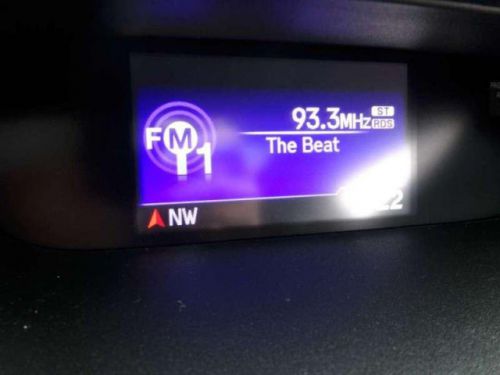 FM1
93.3MHz ST
RDS
The Beat
NW